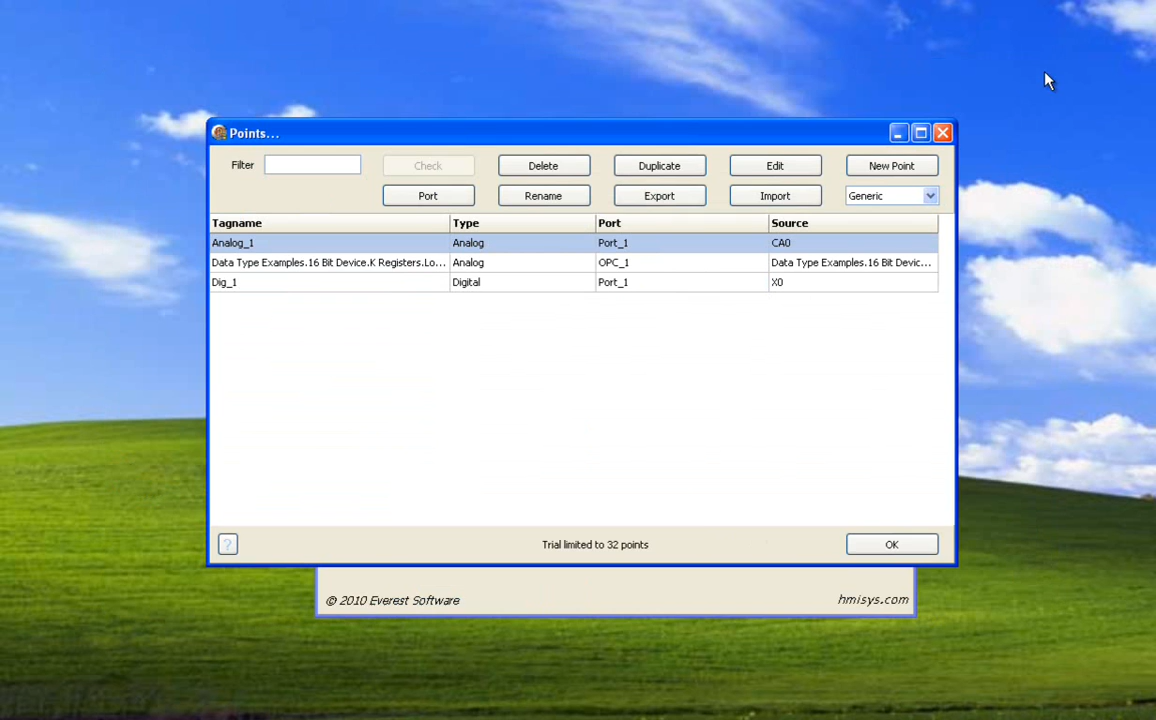 Points...
Filter Check Delete Duplicate Edit New Point
Port Rename Export Import Generic
Tagname Type Port Source
Analog_1 Analog Port_1 CA0
Data Type Examples.16 Bit Device.K Registers.Lo... Analog OPC_1 Data Type Examples.16 Bit Devic...
Dig_1 Digital Port_1 X0
? Trial limited to 32 points OK
© 2010 Everest Software hmisys.com